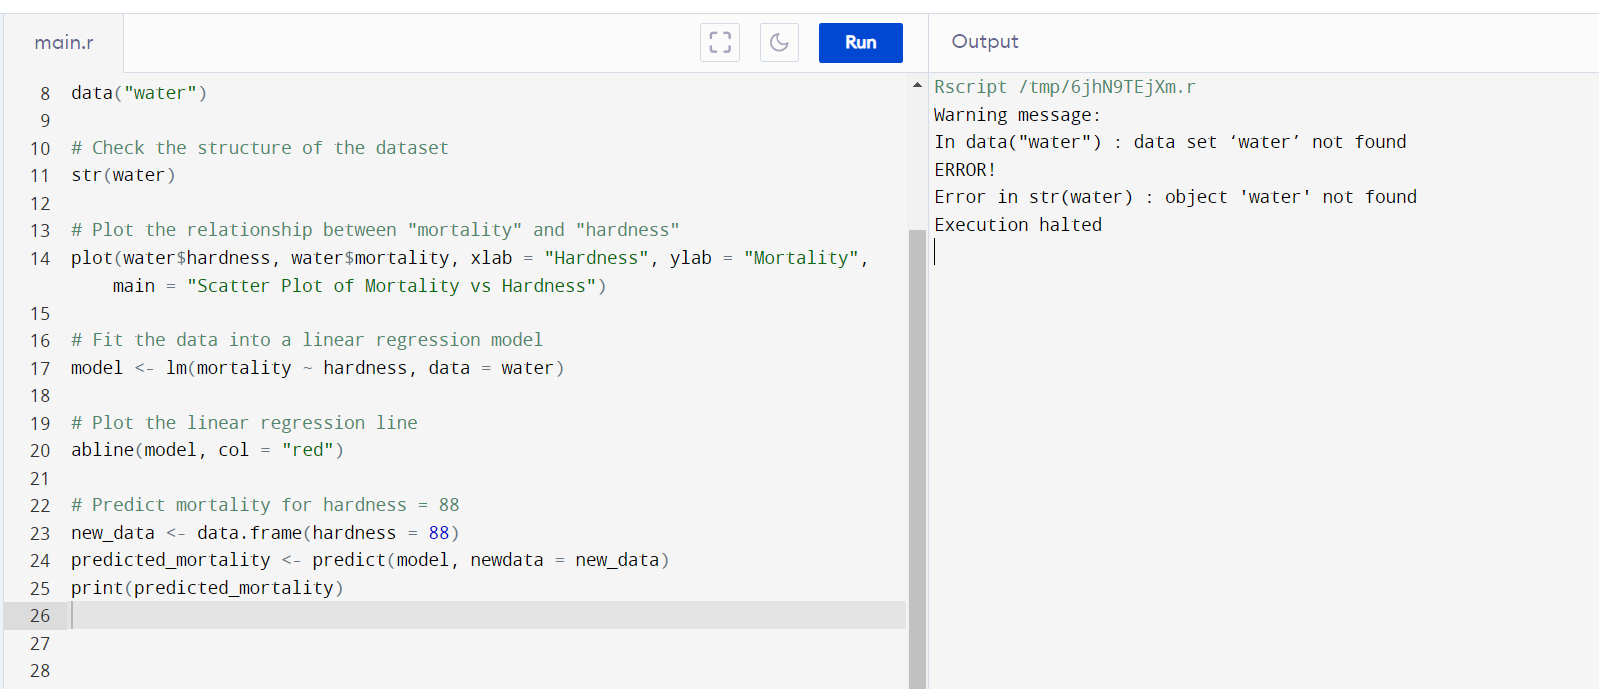 main.r
Run
Output
8 data("water")
9
10 # Check the structure of the dataset
11 str(water)
12
13 # Plot the relationship between "mortality" and "hardness"
14 plot(water$hardness, water$mortality, xlab = "Hardness", ylab = "Mortality",
main = "Scatter Plot of Mortality vs Hardness")
15
16 # Fit the data into a linear regression model
17 model <- lm(mortality ~ hardness, data = water)
18
19 # Plot the linear regression line
20 abline(model, col = "red")
21
22 # Predict mortality for hardness = 88
23 new_data <- data.frame(hardness = 88)
24 predicted_mortality <- predict(model, newdata = new_data)
25 print(predicted_mortality)
26
27
28
Rscript /tmp/6jhN9TEjXm.r
Warning message:
In data("water") : data set ‘water’ not found
ERROR!
Error in str(water) : object 'water' not found
Execution halted